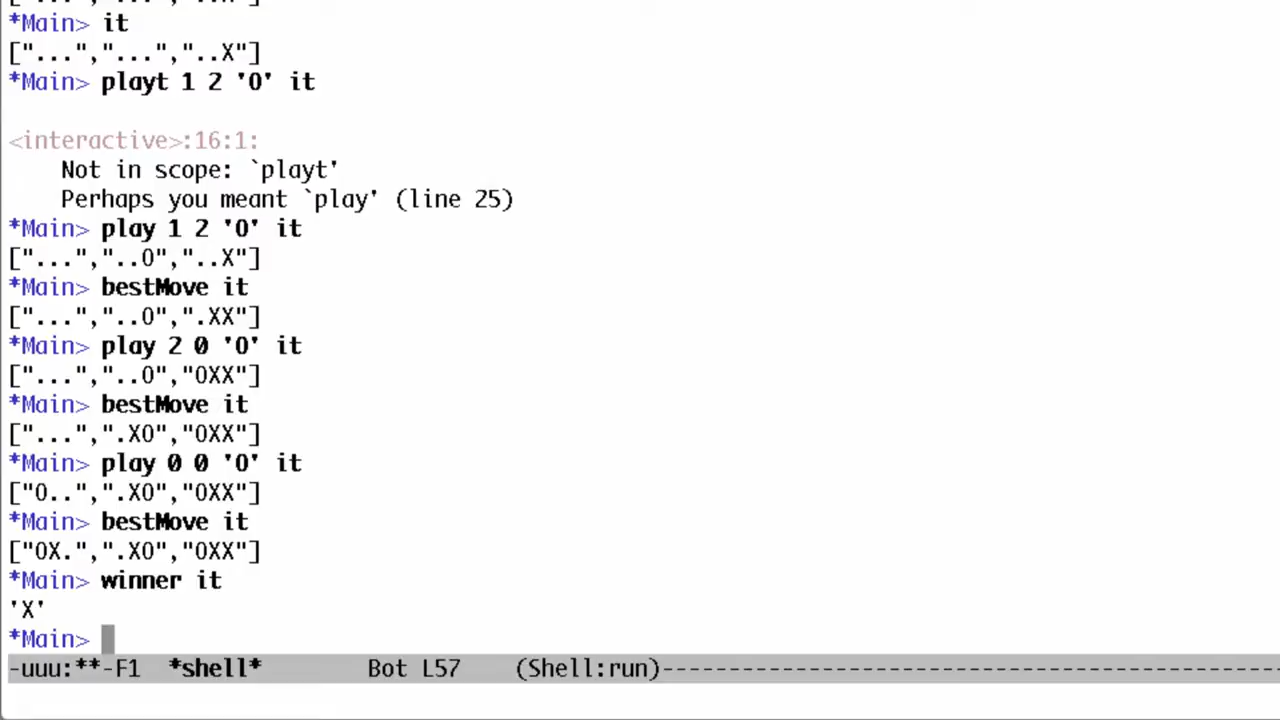 *Main> it
["...","...","..X"]
*Main> playt 1 2 'O' it
<interactive>:16:1:
Not in scope: `playt'
Perhaps you meant `play' (line 25)
*Main> play 1 2 'O' it
["...","..O","..X"]
*Main> bestMove it
["...","..O",".XX"]
*Main> play 2 0 'O' it
["...","..O","OXX"]
*Main> bestMove it
["...",".XO","OXX"]
*Main> play 0 0 'O' it
["O..",".XO","OXX"]
*Main> bestMove it
["OX.",".XO","OXX"]
*Main> winner it
'X'
*Main>
-uuu:**-F1 *shell* Bot L57 (Shell:run)-----------------------------------------------